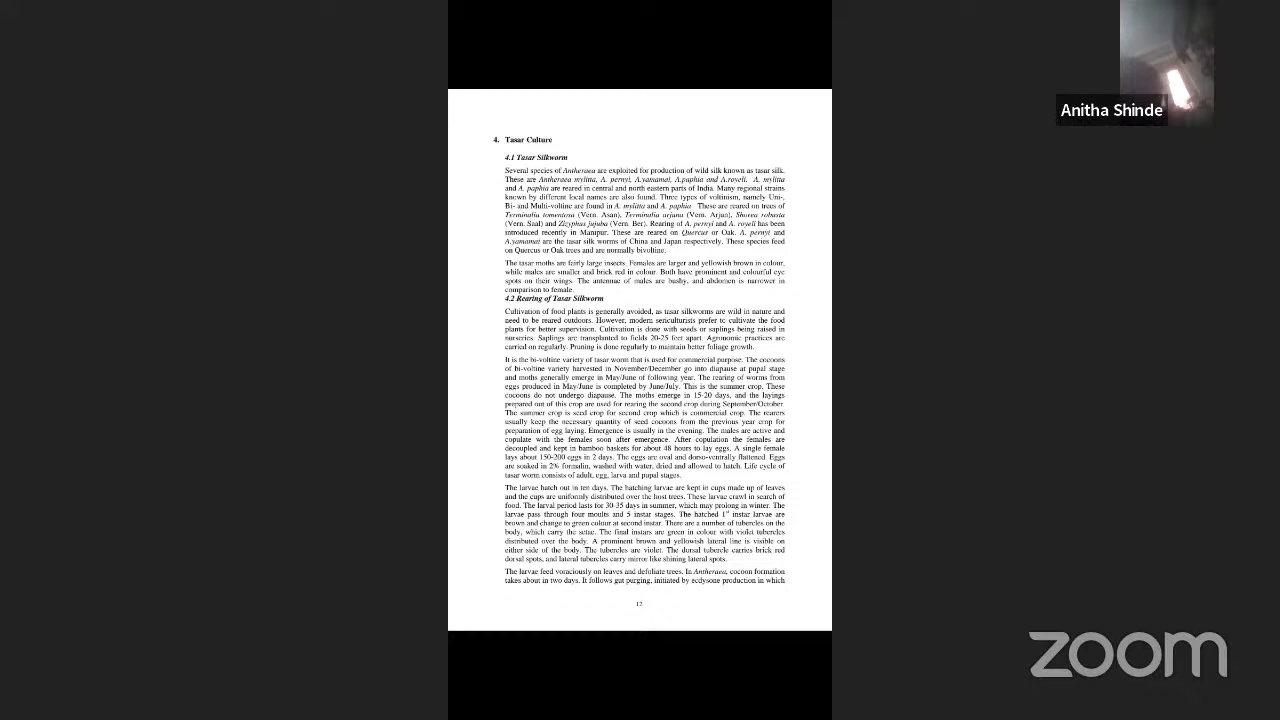 Anitha Shinde
4. Tasar Culture
4.1 Tasar Silkworm
Several species of Antheraea are exploited for production of wild silk known as tasar silk.
These are Antheraea mylitta, A. pernyi, A.yamamai, A.paphia and A.royeli. A. mylitta
and A. paphia are reared in central and north eastern parts of India. Many regional strains
known by different local names are also found. Three types of voltinism, namely Uni-,
Bi- and Multi-voltine are found in A. mylitta and A. paphia These are reared on trees of
Terminulia tomentosa (Vern. Asan), Terminulia arjuna (Vern. Arjun), Shorea robusta
(Vern. Saal) and Zizyphus jujuba (Vern. Ber). Rearing of A. pernyi and A. royeli has been
introduced recently in Manipur. These are reared on Quercus or Oak. A. pernyi and
A.yamamai are the tasar silk worms of China and Japan respectively. These species feed
on Quercus or Oak trees and are normally bivoltine.
The tasar moths are fairly large insects. Females are larger and yellowish brown in colour,
while males are smaller and brick red in colour. Both have prominent and colourful eye
spots on their wings. The antennae of males are bushy, and abdomen is narrower in
comparison to female.
4.2 Rearing of Tasar Silkworm
Cultivation of food plants is generally avoided, as tasar silkworms are wild in nature and
need to be reared outdoors. However, modern sericulturists prefer to cultivate the food
plants for better supervision. Cultivation is done with seeds or saplings being raised in
nurseries. Saplings are transplanted to fields 20-25 feet apart. Agronomic practices are
carried on regularly. Pruning is done regularly to maintain better foliage growth.
It is the bi-voltine variety of tasar worm that is used for commercial purpose. The cocoons
of bi-voltine variety harvested in November/December go into diapause at pupal stage
and moths generally emerge in May/June of following year. The rearing of worms from
eggs produced in May/June is completed by June/July. This is the summer crop. These
cocoons do not undergo diapause. The moths emerge in 15-20 days, and the layings
prepared out of this crop are used for rearing the second crop during September/October.
The summer crop is seed crop for second crop which is commercial crop. The rearers
usually keep the necessary quantity of seed cocoons from the previous year crop for
preparation of egg laying. Emergence is usually in the evening. The males are active and
copulate with the females soon after emergence. After copulation the females are
decoupled and kept in bamboo baskets for about 48 hours to lay eggs. A single female
lays about 150-200 eggs in 2 days. The eggs are oval and dorso-ventrally flattened. Eggs
are soaked in 2% formalin, washed with water, dried and allowed to hatch. Life cycle of
tasar worm consists of adult, egg, larva and pupal stages.
The larvae hatch out in ten days. The hatching larvae are kept in cups made up of leaves
and the cups are uniformly distributed over the host trees. These larvae crawl in search of
food. The larval period lasts for 30-35 days in summer, which may prolong in winter. The
larvae pass through four moults and 5 instar stages. The hatched 1st instar larvae are
brown and change to green colour at second instar. There are a number of tubercles on the
body, which carry the setae. The final instars are green in colour with violet tubercles
distributed over the body. A prominent brown and yellowish lateral line is visible on
either side of the body. The tubercles are violet. The dorsal tubercle carries brick red
dorsal spots, and lateral tubercles carry mirror like shining lateral spots.
The larvae feed voraciously on leaves and defoliate trees. In Antheraea, cocoon formation
takes about in two days. It follows gut purging, initiated by ecdysone production in which
12
zoom